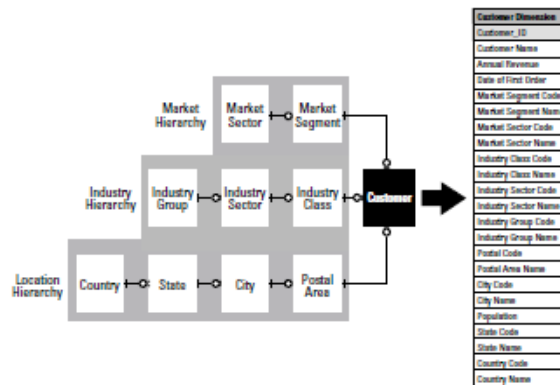 Market
Hierarchy
Market
Sector
Market
Segment
Industry
Hierarchy
Industry
Group
Industry
Sector
Industry
Class
Customer
Location
Hierarchy
Country
State
City
Postal
Area
Customer Dimension
Customer_ID
Customer Name
Annual Revenue
Date of First Order
Market Segment Code
Market Segment Name
Market Sector Code
Market Sector Name
Industry Class Code
Industry Class Name
Industry Sector Code
Industry Sector Name
Industry Group Code
Industry Group Name
Postal Code
Postal Area Name
City Code
City Name
Population
State Code
State Name
Country Code
Country Name